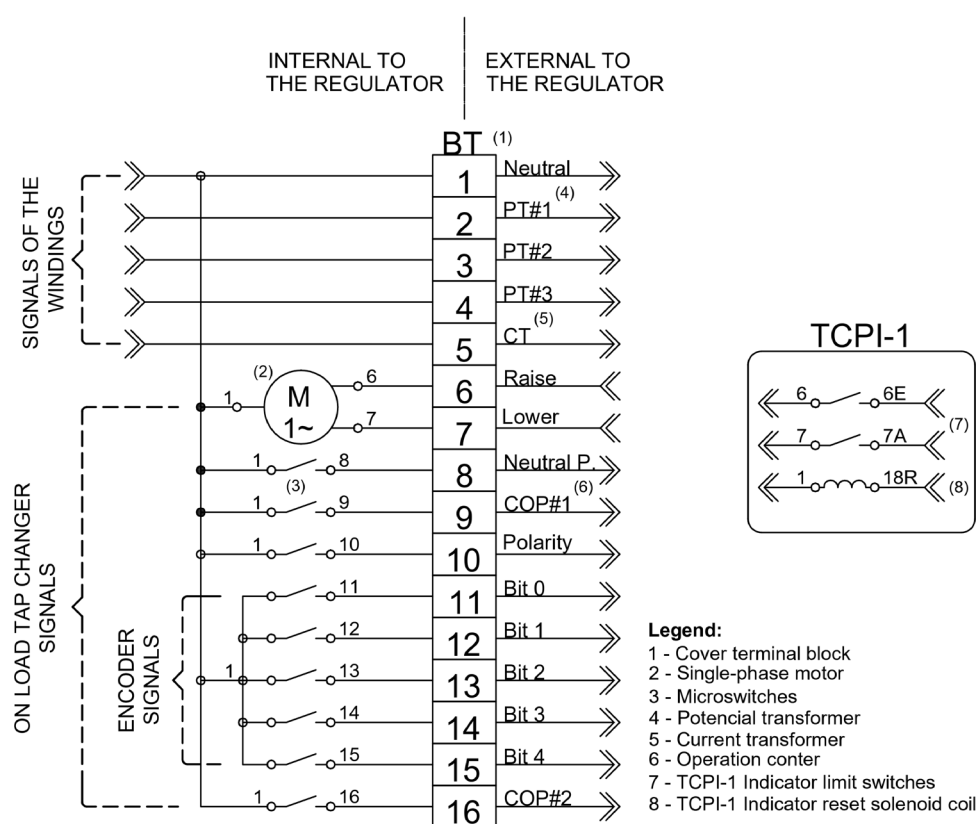 INTERNAL TO
THE REGULATOR
EXTERNAL TO
THE REGULATOR
BT (1)
SIGNALS OF THE
WINDINGS
1 Neutral
2 PT#1 (4)
3 PT#2
4 PT#3
5 CT (5)
(2)
M
1~
1
6 6 Raise
7 7 Lower
1 8 8 Neutral P.
(3)
1 9 9 COP#1 (6)
1 10 10 Polarity
ON LOAD TAP CHANGER
SIGNALS
ENCODER
SIGNALS
11 11 Bit 0
12 12 Bit 1
1 13 13 Bit 2
14 14 Bit 3
15 15 Bit 4
1 16 16 COP#2
TCPI-1
6 6E
(7)
7 7A
1 18R (8)
Legend:
1 - Cover terminal block
2 - Single-phase motor
3 - Microswitches
4 - Potencial transformer
5 - Current transformer
6 - Operation conter
7 - TCPI-1 Indicator limit switches
8 - TCPI-1 Indicator reset solenoid coil